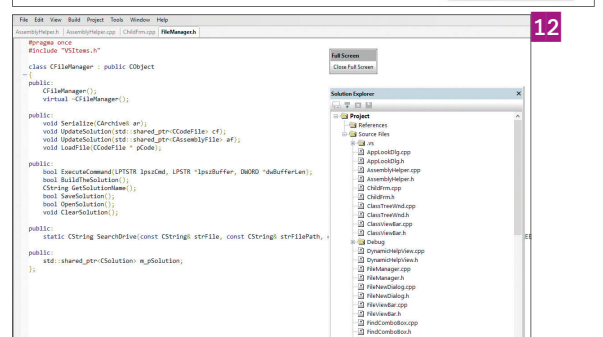 12
File Edit View Build Project Tools Window Help
AssemblyHelper.h AssemblyHelper.cpp ChildFrm.cpp FileManager.h
#pragma once
#include "VSItems.h"
class CFileManager : public CObject
{
public:
CFileManager();
virtual ~CFileManager();
public:
void Serialize(CArchive& ar);
void UpdateSolution(std::shared_ptr<CCodeFile> cf);
void UpdateSolution(std::shared_ptr<CAssemblyFile> af);
void LoadFile(CCodeFile * pCode);
public:
bool ExecuteCommand(LPTSTR lpszCmd, LPSTR *lpszBuffer, DWORD *dwBufferLen);
bool BuildTheSolution();
CString GetSolutionName();
bool SaveSolution();
bool OpenSolution();
void ClearSolution();
public:
static CString SearchDrive(const CString& strFile, const CString& strFilePath,
public:
std::shared_ptr<CSolution> m_pSolution;
};
Full Screen
Close Full Screen
Solution Explorer
Project
References
Source Files
.vs
AppLookDlg.cpp
AppLookDlg.h
AssemblyHelper.cpp
AssemblyHelper.h
ChildFrm.cpp
ChildFrm.h
ClassTreeWnd.cpp
ClassTreeWnd.h
ClassViewBar.cpp
ClassViewBar.h
Debug
DynamicHelpView.cpp
DynamicHelpView.h
FileManager.cpp
FileManager.h
FileNewDialog.cpp
FileNewDialog.h
FileViewBar.cpp
FileViewBar.h
FindComboBox.cpp
FindComboBox.h